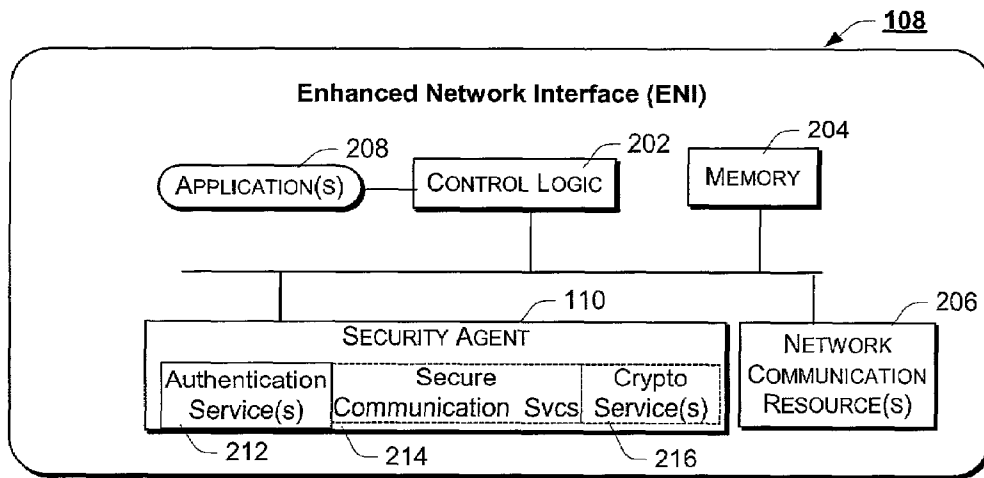 108
Enhanced Network Interface (ENI)
208
202
204
APPLICATION(S)
CONTROL LOGIC
MEMORY
110
206
SECURITY AGENT
Authentication
Service(s)
Secure
Communication Svcs
Crypto
Service(s)
NETWORK
COMMUNICATION
RESOURCE(S)
212
214
216